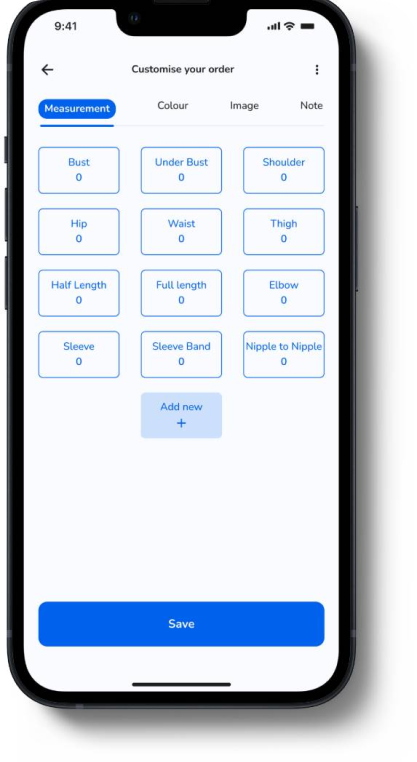 9:41
Customise your order
Measurement Colour Image Note
Bust Under Bust Shoulder
0 0 0
Hip Waist Thigh
0 0 0
Half Length Full length Elbow
0 0 0
Sleeve Sleeve Band Nipple to Nipple
0 0 0
Add new
+
Save